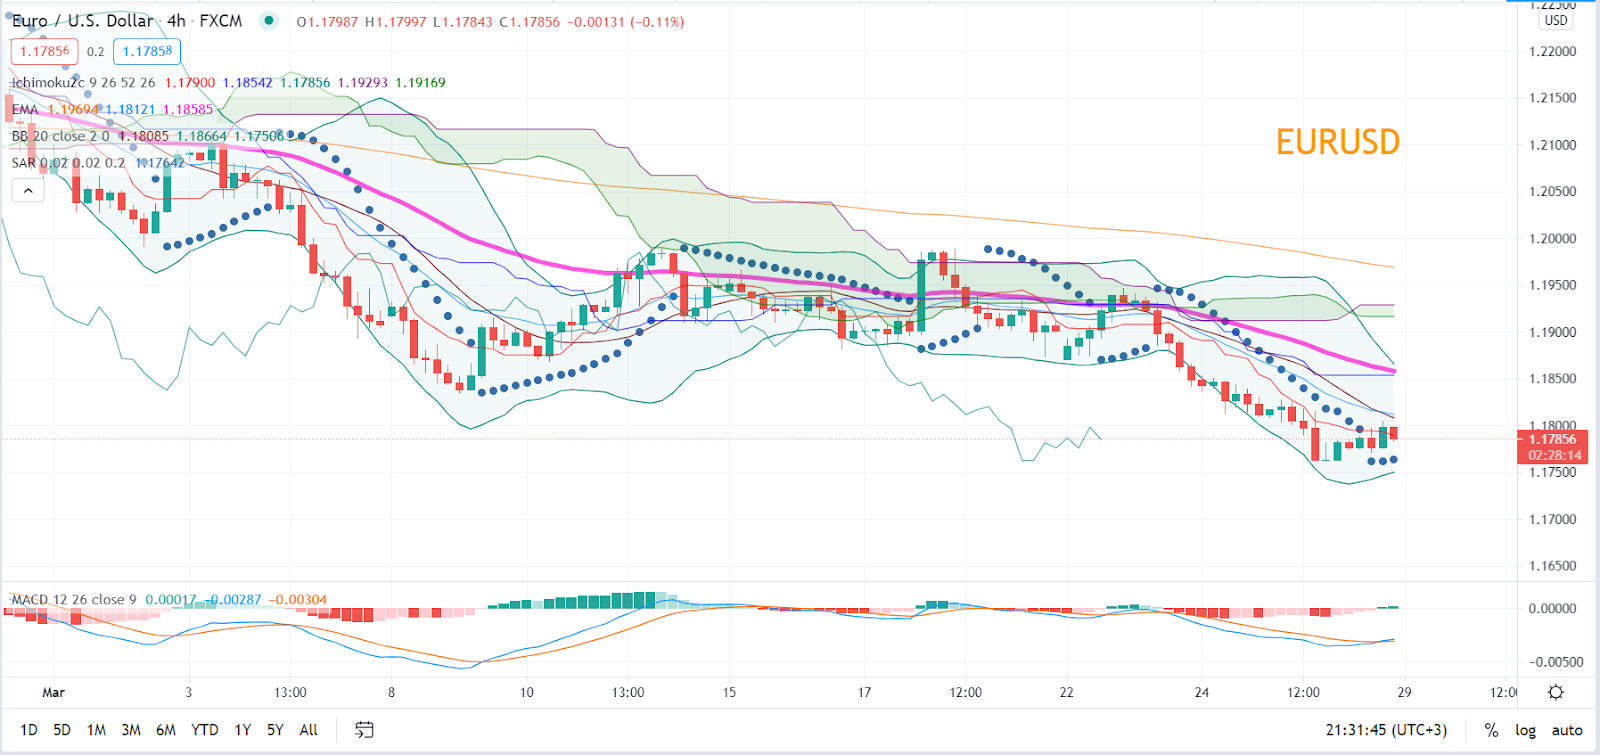 Euro / U.S. Dollar · 4h · FXCM O1.17987 H1.17997 L1.17843 C1.17856 −0.00131 (−0.11%)
1.17856 0.2 1.17858
Ichimoku2c 9 26 52 26 1.17900 1.18542 1.17856 1.19293 1.19169
EMA 1.19694 1.18121 1.18585
BB 20 close 2 0 1.18085 1.18664 1.17506
SAR 0.02 0.02 0.2 1.17642
EURUSD
1.22500
USD
1.22000
1.21500
1.21000
1.20500
1.20000
1.19500
1.19000
1.18500
1.18000
1.17856
02:28:14
1.17500
1.17000
1.16500
MACD 12 26 close 9 0.00017 −0.00287 −0.00304
0.00000
−0.00500
Mar 3 13:00 8 10 13:00 15 17 12:00 22 24 12:00 29 12:00
1D 5D 1M 3M 6M YTD 1Y 5Y All 21:31:45 (UTC+3) % log auto